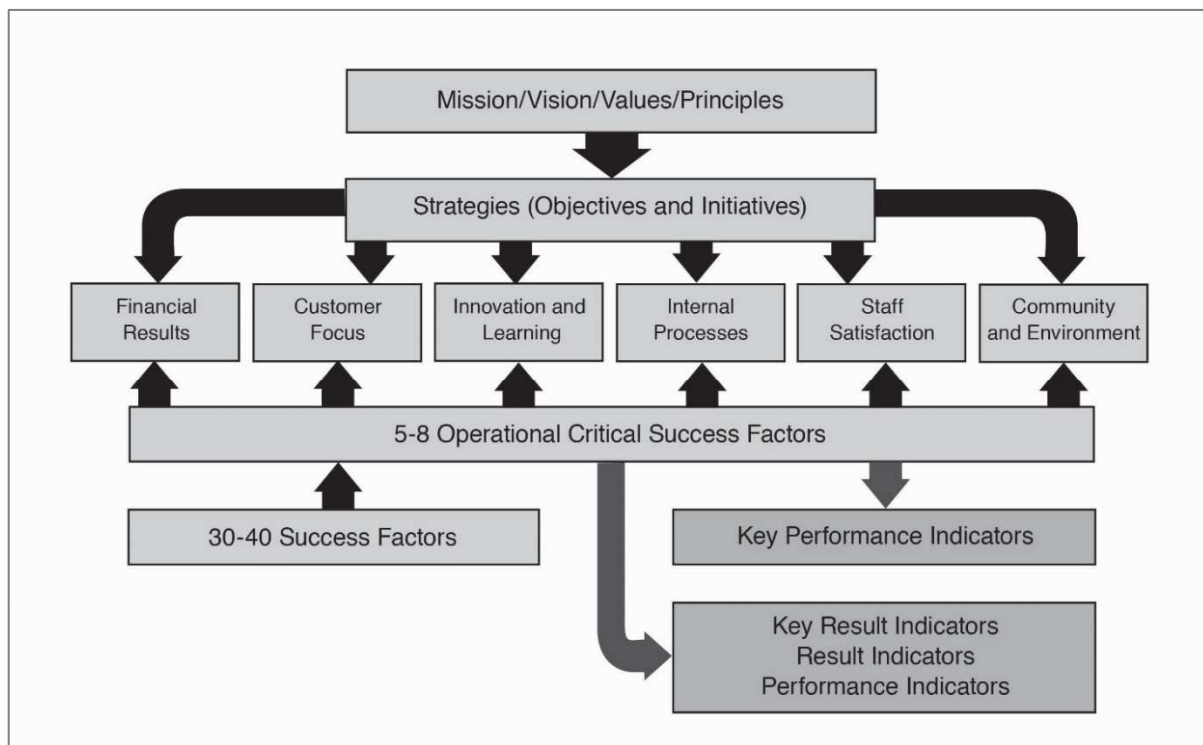 Mission/Vision/Values/Principles
Strategies (Objectives and Initiatives)
Financial
Results
Customer
Focus
Innovation and
Learning
Internal
Processes
Staff
Satisfaction
Community
and Environment
5-8 Operational Critical Success Factors
30-40 Success Factors
Key Performance Indicators
Key Result Indicators
Result Indicators
Performance Indicators